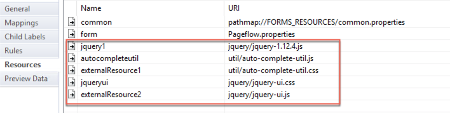 General
Mappings
Child Labels
Rules
Resources
Preview Data
Name URI
common pathmap://FORMS_RESOURCES/common.properties
form Pageflow.properties
jquery1 jquery/jquery-1.12.4.js
autocompleteutil util/auto-complete-util.js
externalResource1 util/auto-complete-util.css
jqueryui jquery/jquery-ui.css
externalResource2 jquery/jquery-ui.js